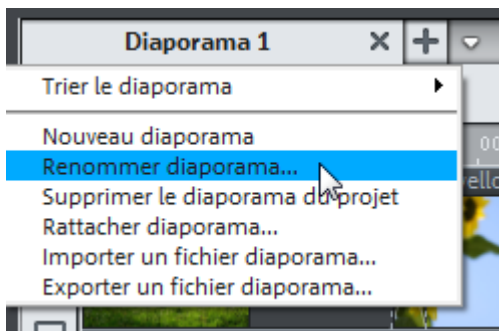 Diaporama 1
Trier le diaporama
Nouveau diaporama
Renommer diaporama...
Supprimer le diaporama du projet
Rattacher diaporama...
Importer un fichier diaporama...
Exporter un fichier diaporama...